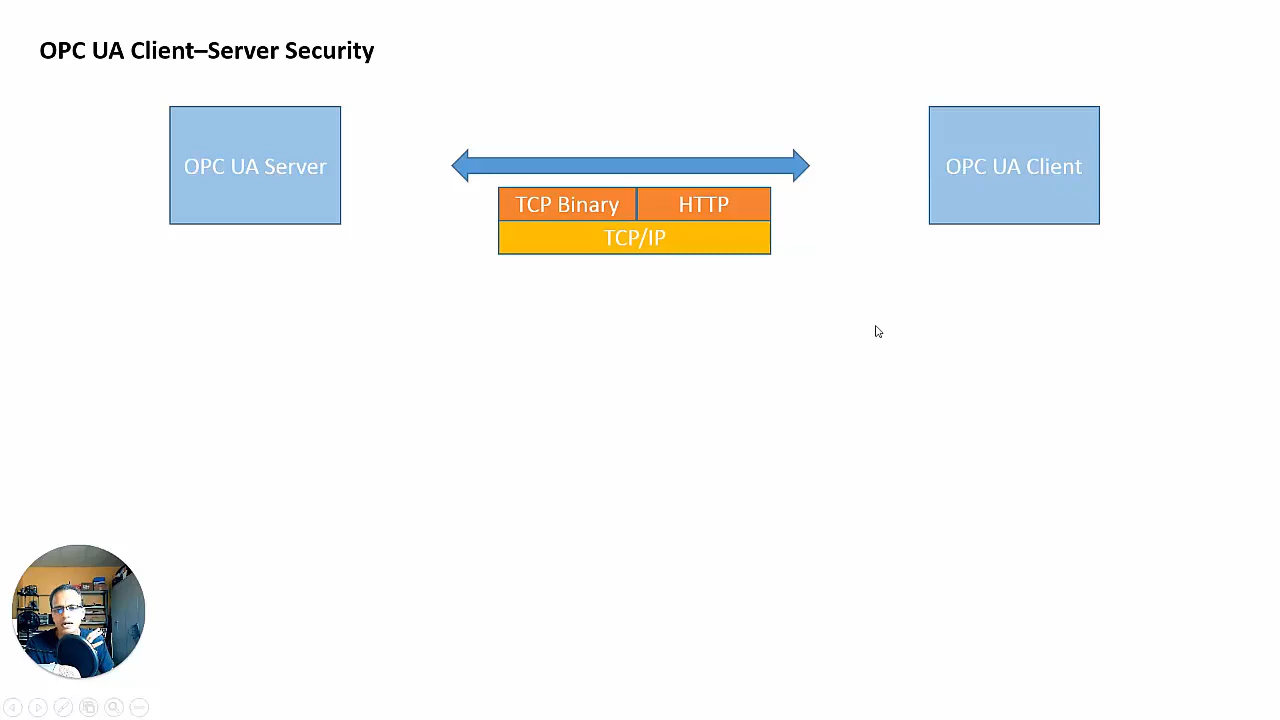 OPC UA Client–Server Security
OPC UA Server
OPC UA Client
TCP Binary
HTTP
TCP/IP